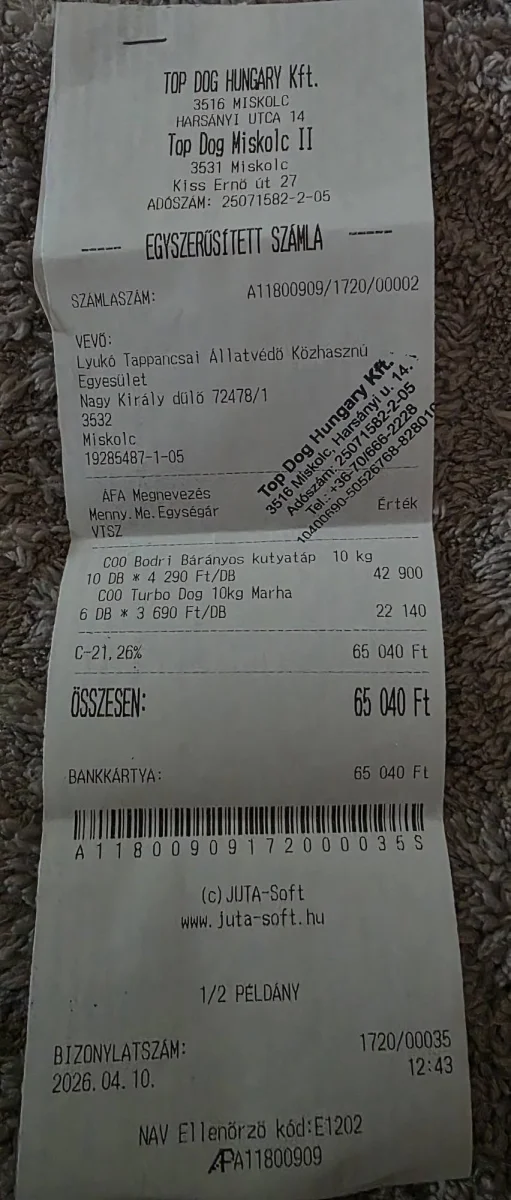 TOP DOG HUNGARY Kft.
3516 MISKOLC
HARSÁNYI UTCA 14
Top Dog Miskolc II
3531 Miskolc
Kiss Ernő út 27
ADÓSZÁM: 25071582-2-05
EGYSZERŰSÍTETT SZÁMLA
SZÁMLASZÁM: A11800909/1720/00002
VEVŐ:
Lyukó Tappancsai Állatvédő Közhasznú
Egyesület
Nagy Király dűlő 72478/1
3532
Miskolc
19285487-1-05
Top Dog Hungary Kft.
3516 Miskolc, Harsányi u. 14.
Adószám: 25071582-2-05
Tel.: +36-70/666-2228
10400690-50526768-82801
ÁFA Megnevezés
Menny. Me. Egységár Érték
VTSZ
C00 Bodri Bárányos kutyatáp 10 kg
10 DB * 4 290 Ft/DB 42 900
C00 Turbo Dog 10kg Marha
6 DB * 3 690 Ft/DB 22 140
C-21,26% 65 040 Ft
ÖSSZESEN: 65 040 Ft
BANKKÁRTYA: 65 040 Ft
A11800909172000035S
(c)JUTA-Soft
www.juta-soft.hu
1/2 PÉLDÁNY
BIZONYLATSZÁM: 1720/00035
2026.04.10. 12:43
NAV Ellenőrző kód:E1202
AP A11800909